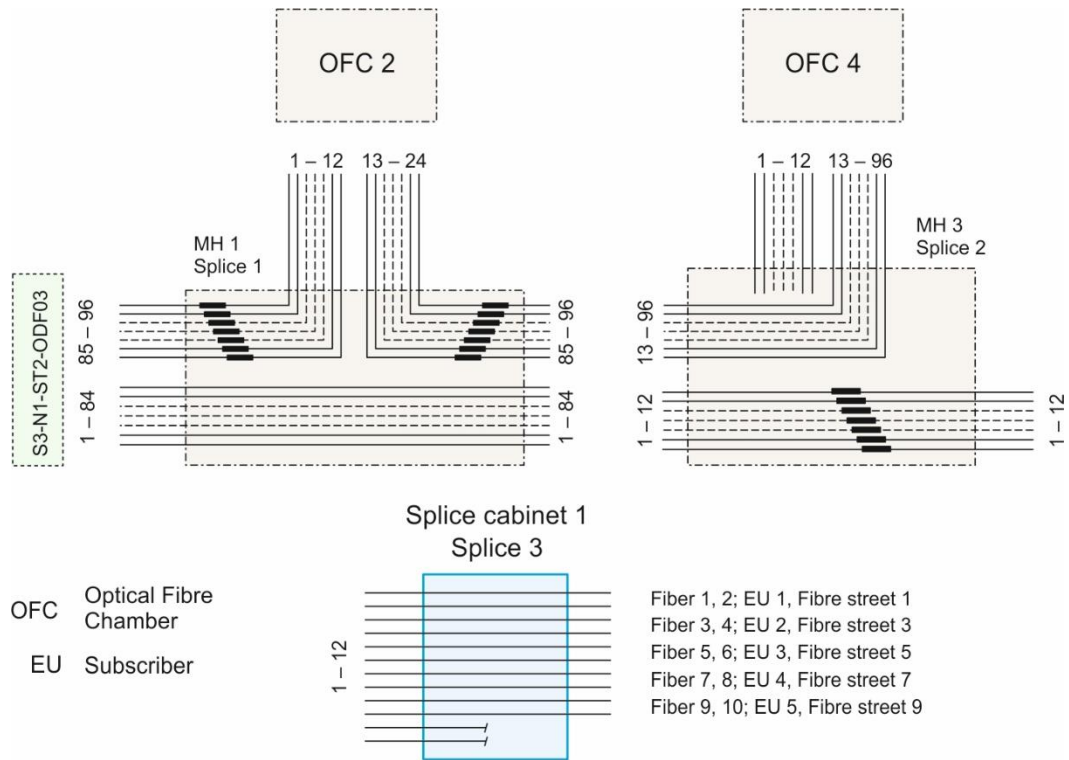 OFC 2
OFC 4
1 – 12
13 – 24
1 – 12
13 – 96
MH 1
Splice 1
MH 3
Splice 2
S3-N1-ST2-ODF03
85 – 96
1 – 84
85 – 96
1 – 84
13 – 96
1 – 12
1 – 12
Splice cabinet 1
Splice 3
OFC
Optical Fibre
Chamber
EU
Subscriber
1 – 12
Fiber 1, 2; EU 1, Fibre street 1
Fiber 3, 4; EU 2, Fibre street 3
Fiber 5, 6; EU 3, Fibre street 5
Fiber 7, 8; EU 4, Fibre street 7
Fiber 9, 10; EU 5, Fibre street 9